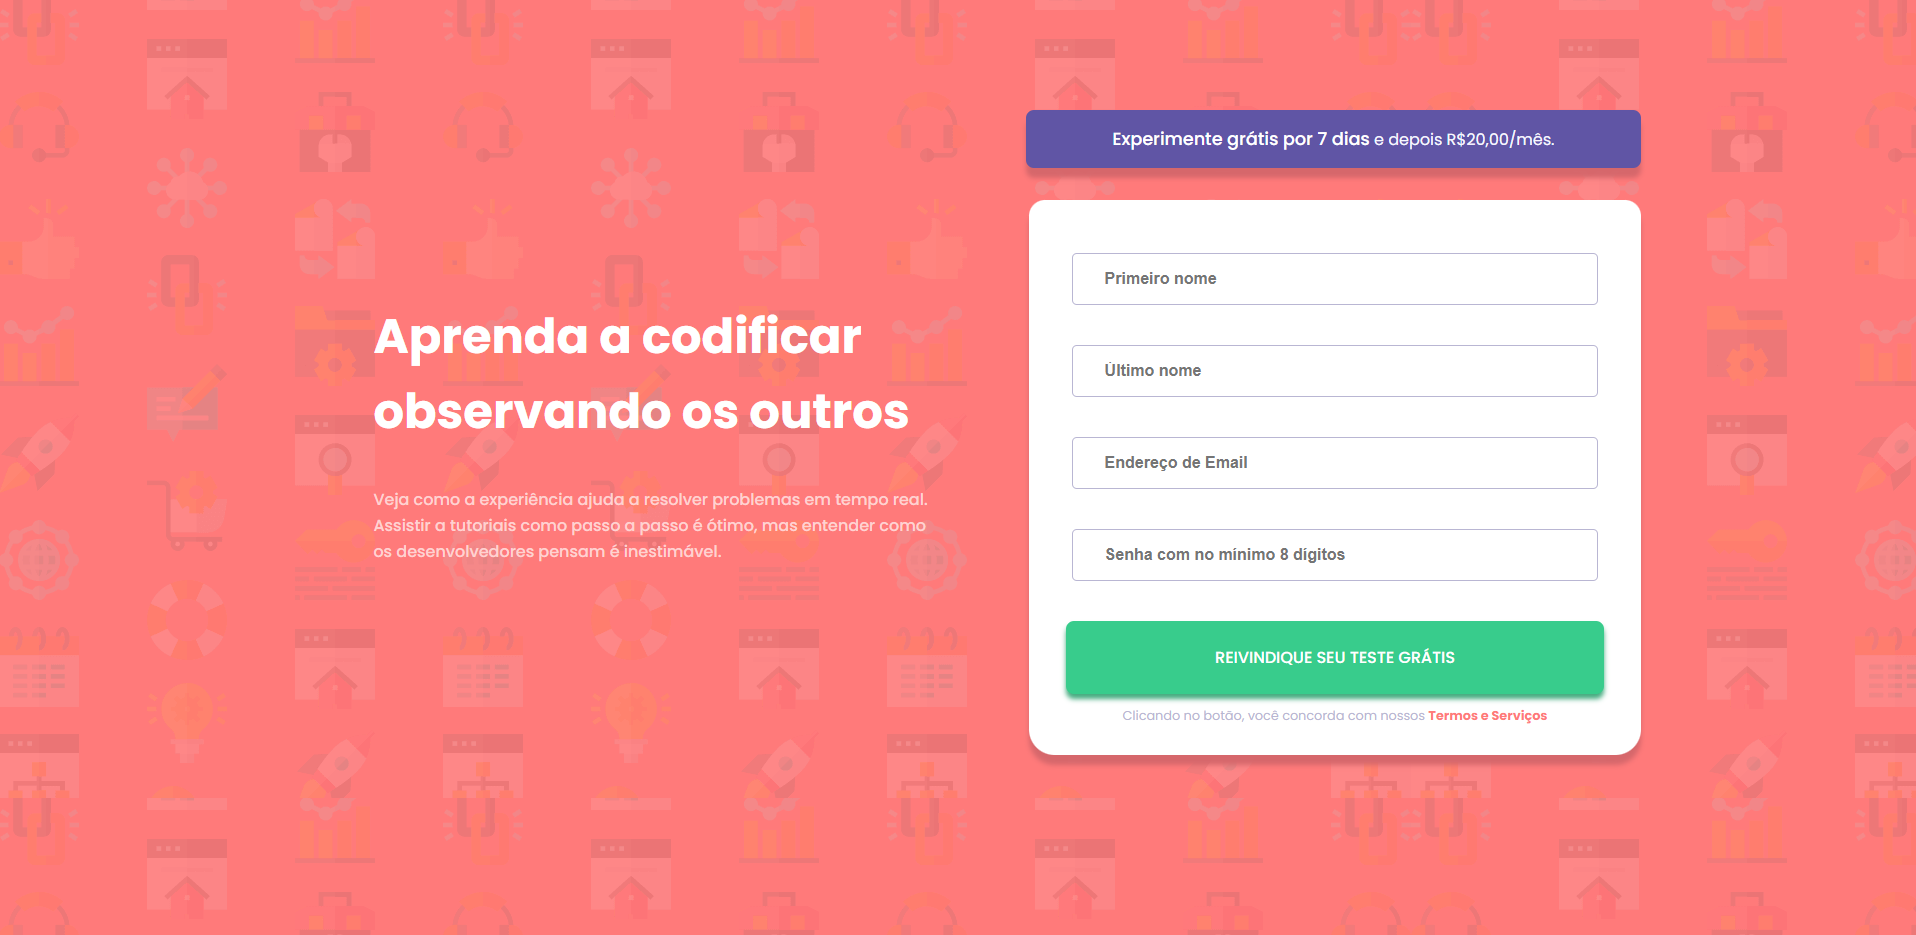 Aprenda a codificar
observando os outros
Veja como a experiência ajuda a resolver problemas em tempo real.
Assistir a tutoriais como passo a passo é ótimo, mas entender como
os desenvolvedores pensam é inestimável.
Experimente grátis por 7 dias e depois R$20,00/mês.
Primeiro nome
Último nome
Endereço de Email
Senha com no mínimo 8 dígitos
REIVINDIQUE SEU TESTE GRÁTIS
Clicando no botão, você concorda com nossos Termos e Serviços